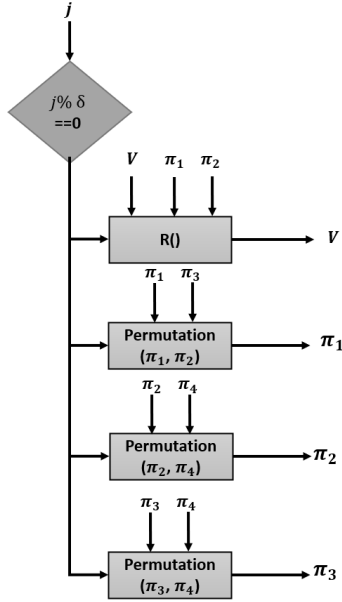 j
j% δ
==0
V π₁ π₂
R()
V
π₁ π₃
Permutation
(π₁, π₂)
π₁
π₂ π₄
Permutation
(π₂, π₄)
π₂
π₃ π₄
Permutation
(π₃, π₄)
π₃